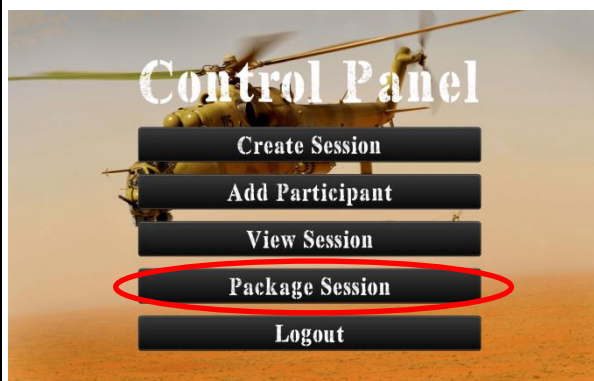 Control Panel
Create Session
Add Participant
View Session
Package Session
Logout